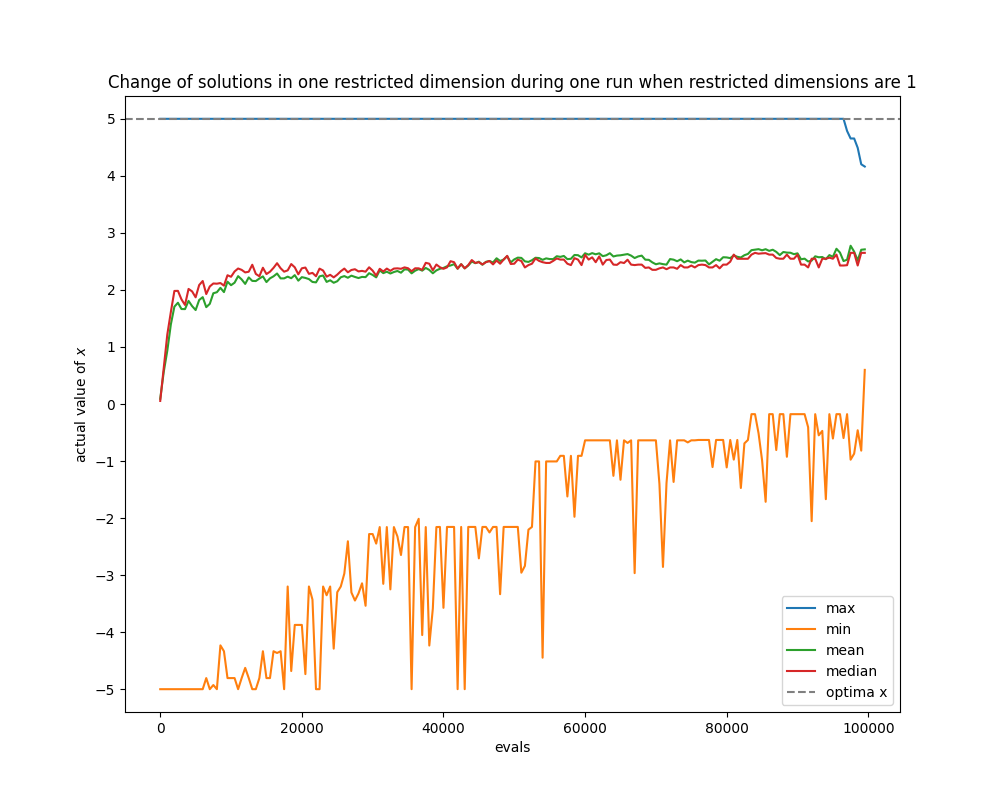 Change of solutions in one restricted dimension during one run when restricted dimensions are 1
actual value of x
5
4
3
2
1
0
−1
−2
−3
−4
−5
0 20000 40000 60000 80000 100000
evals
max
min
mean
median
optima x